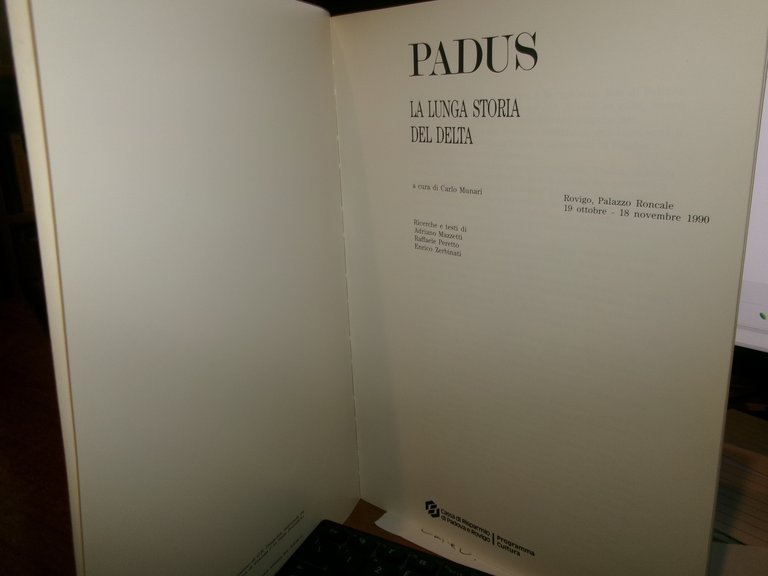 PADUS
LA LUNGA STORIA
DEL DELTA
a cura di Carlo Munari
Rovigo, Palazzo Roncale
19 ottobre - 18 novembre 1990
Ricerche e testi di
Adriano Mazzetti
Raffaele Peretto
Enrico Zerbinati
Cassa di Risparmio
di Padova e Rovigo
Programma
Cultura